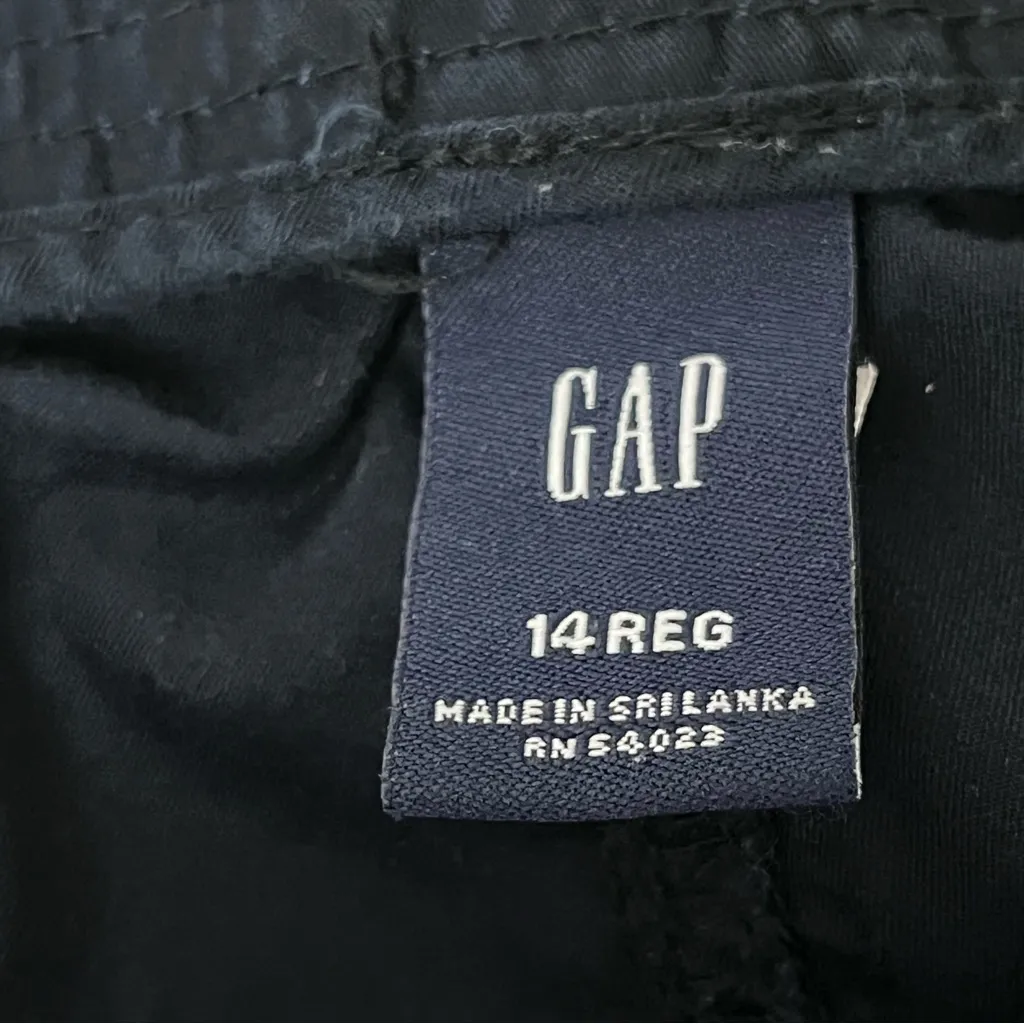 GAP
14 REG
MADE IN SRI LANKA
RN 54023